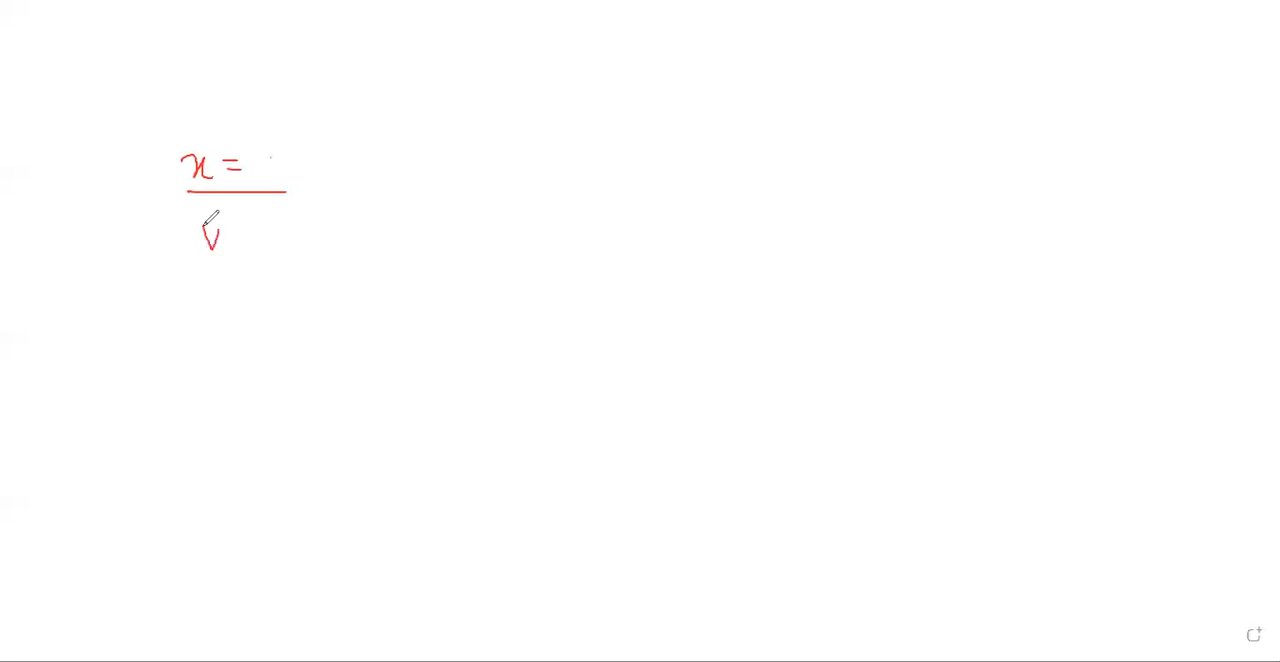 x =
V